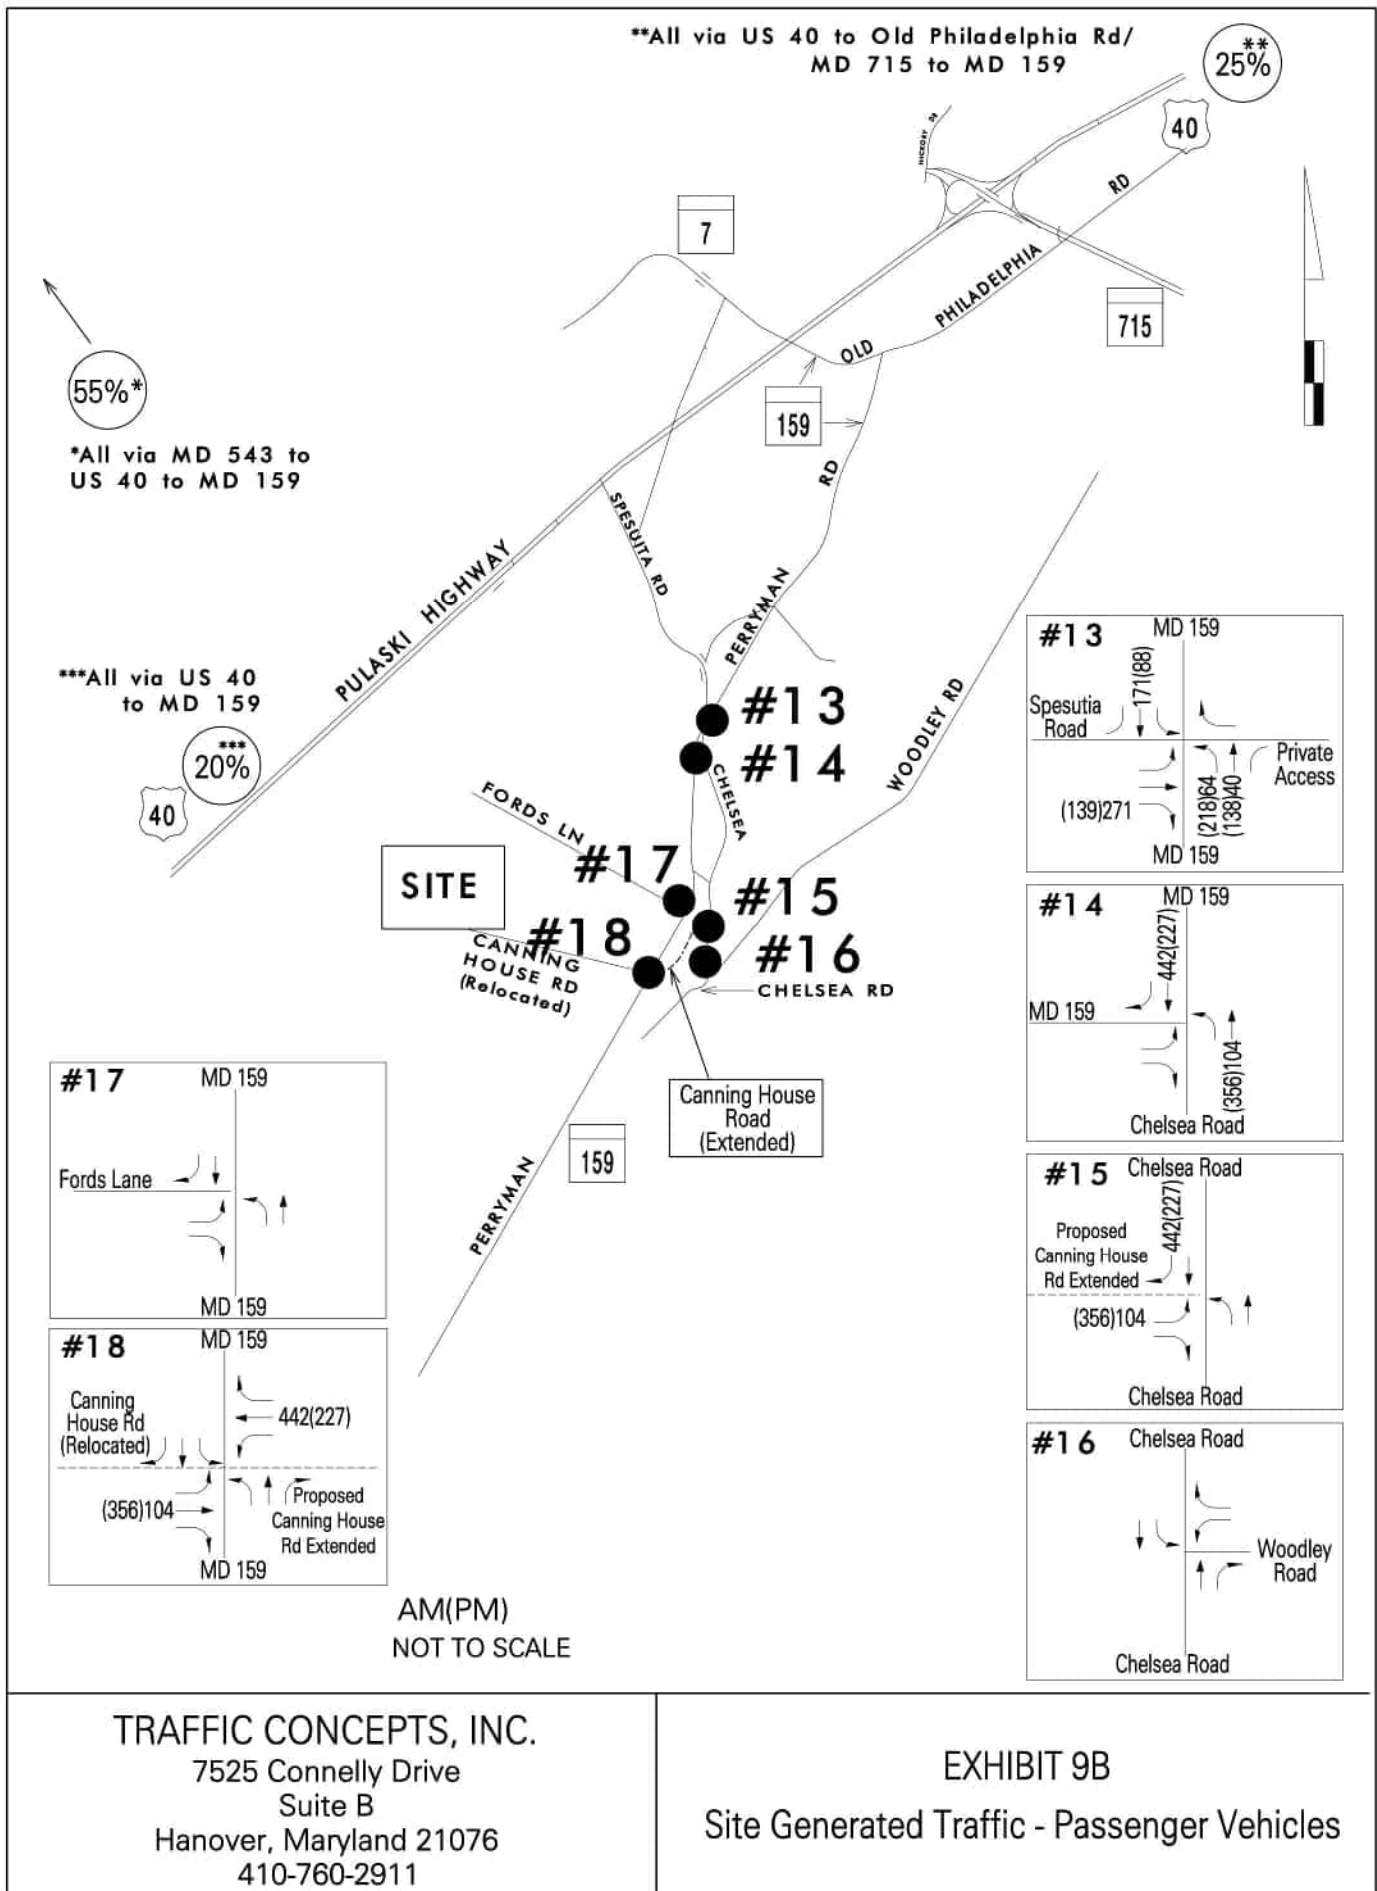 **All via US 40 to Old Philadelphia Rd/
MD 715 to MD 159
**
25%
40
HICKORY DR
RD
7
PHILADELPHIA
715
OLD
159
55%*
*All via MD 543 to
US 40 to MD 159
RD
SPESUITA RD
PULASKI HIGHWAY
PERRYMAN
***All via US 40
to MD 159
***
20%
40
WOODLEY RD
#13
#14
CHELSEA
FORDS LN
SITE
#17
#15
#18
#16
CANNING
HOUSE RD
(Relocated)
CHELSEA RD
Canning House
Road
(Extended)
159
PERRYMAN
#13
MD 159
171(88)
Spesutia
Road
Private
Access
(139)271
(218)64
(138)40
MD 159
#14
MD 159
442(227)
MD 159
(356)104
Chelsea Road
#15
Chelsea Road
442(227)
Proposed
Canning House
Rd Extended
(356)104
Chelsea Road
#16
Chelsea Road
Woodley
Road
Chelsea Road
#17
MD 159
Fords Lane
MD 159
#18
MD 159
Canning
House Rd
(Relocated)
442(227)
(356)104
Proposed
Canning House
Rd Extended
MD 159
AM(PM)
NOT TO SCALE
TRAFFIC CONCEPTS, INC.
7525 Connelly Drive
Suite B
Hanover, Maryland 21076
410-760-2911
EXHIBIT 9B
Site Generated Traffic - Passenger Vehicles